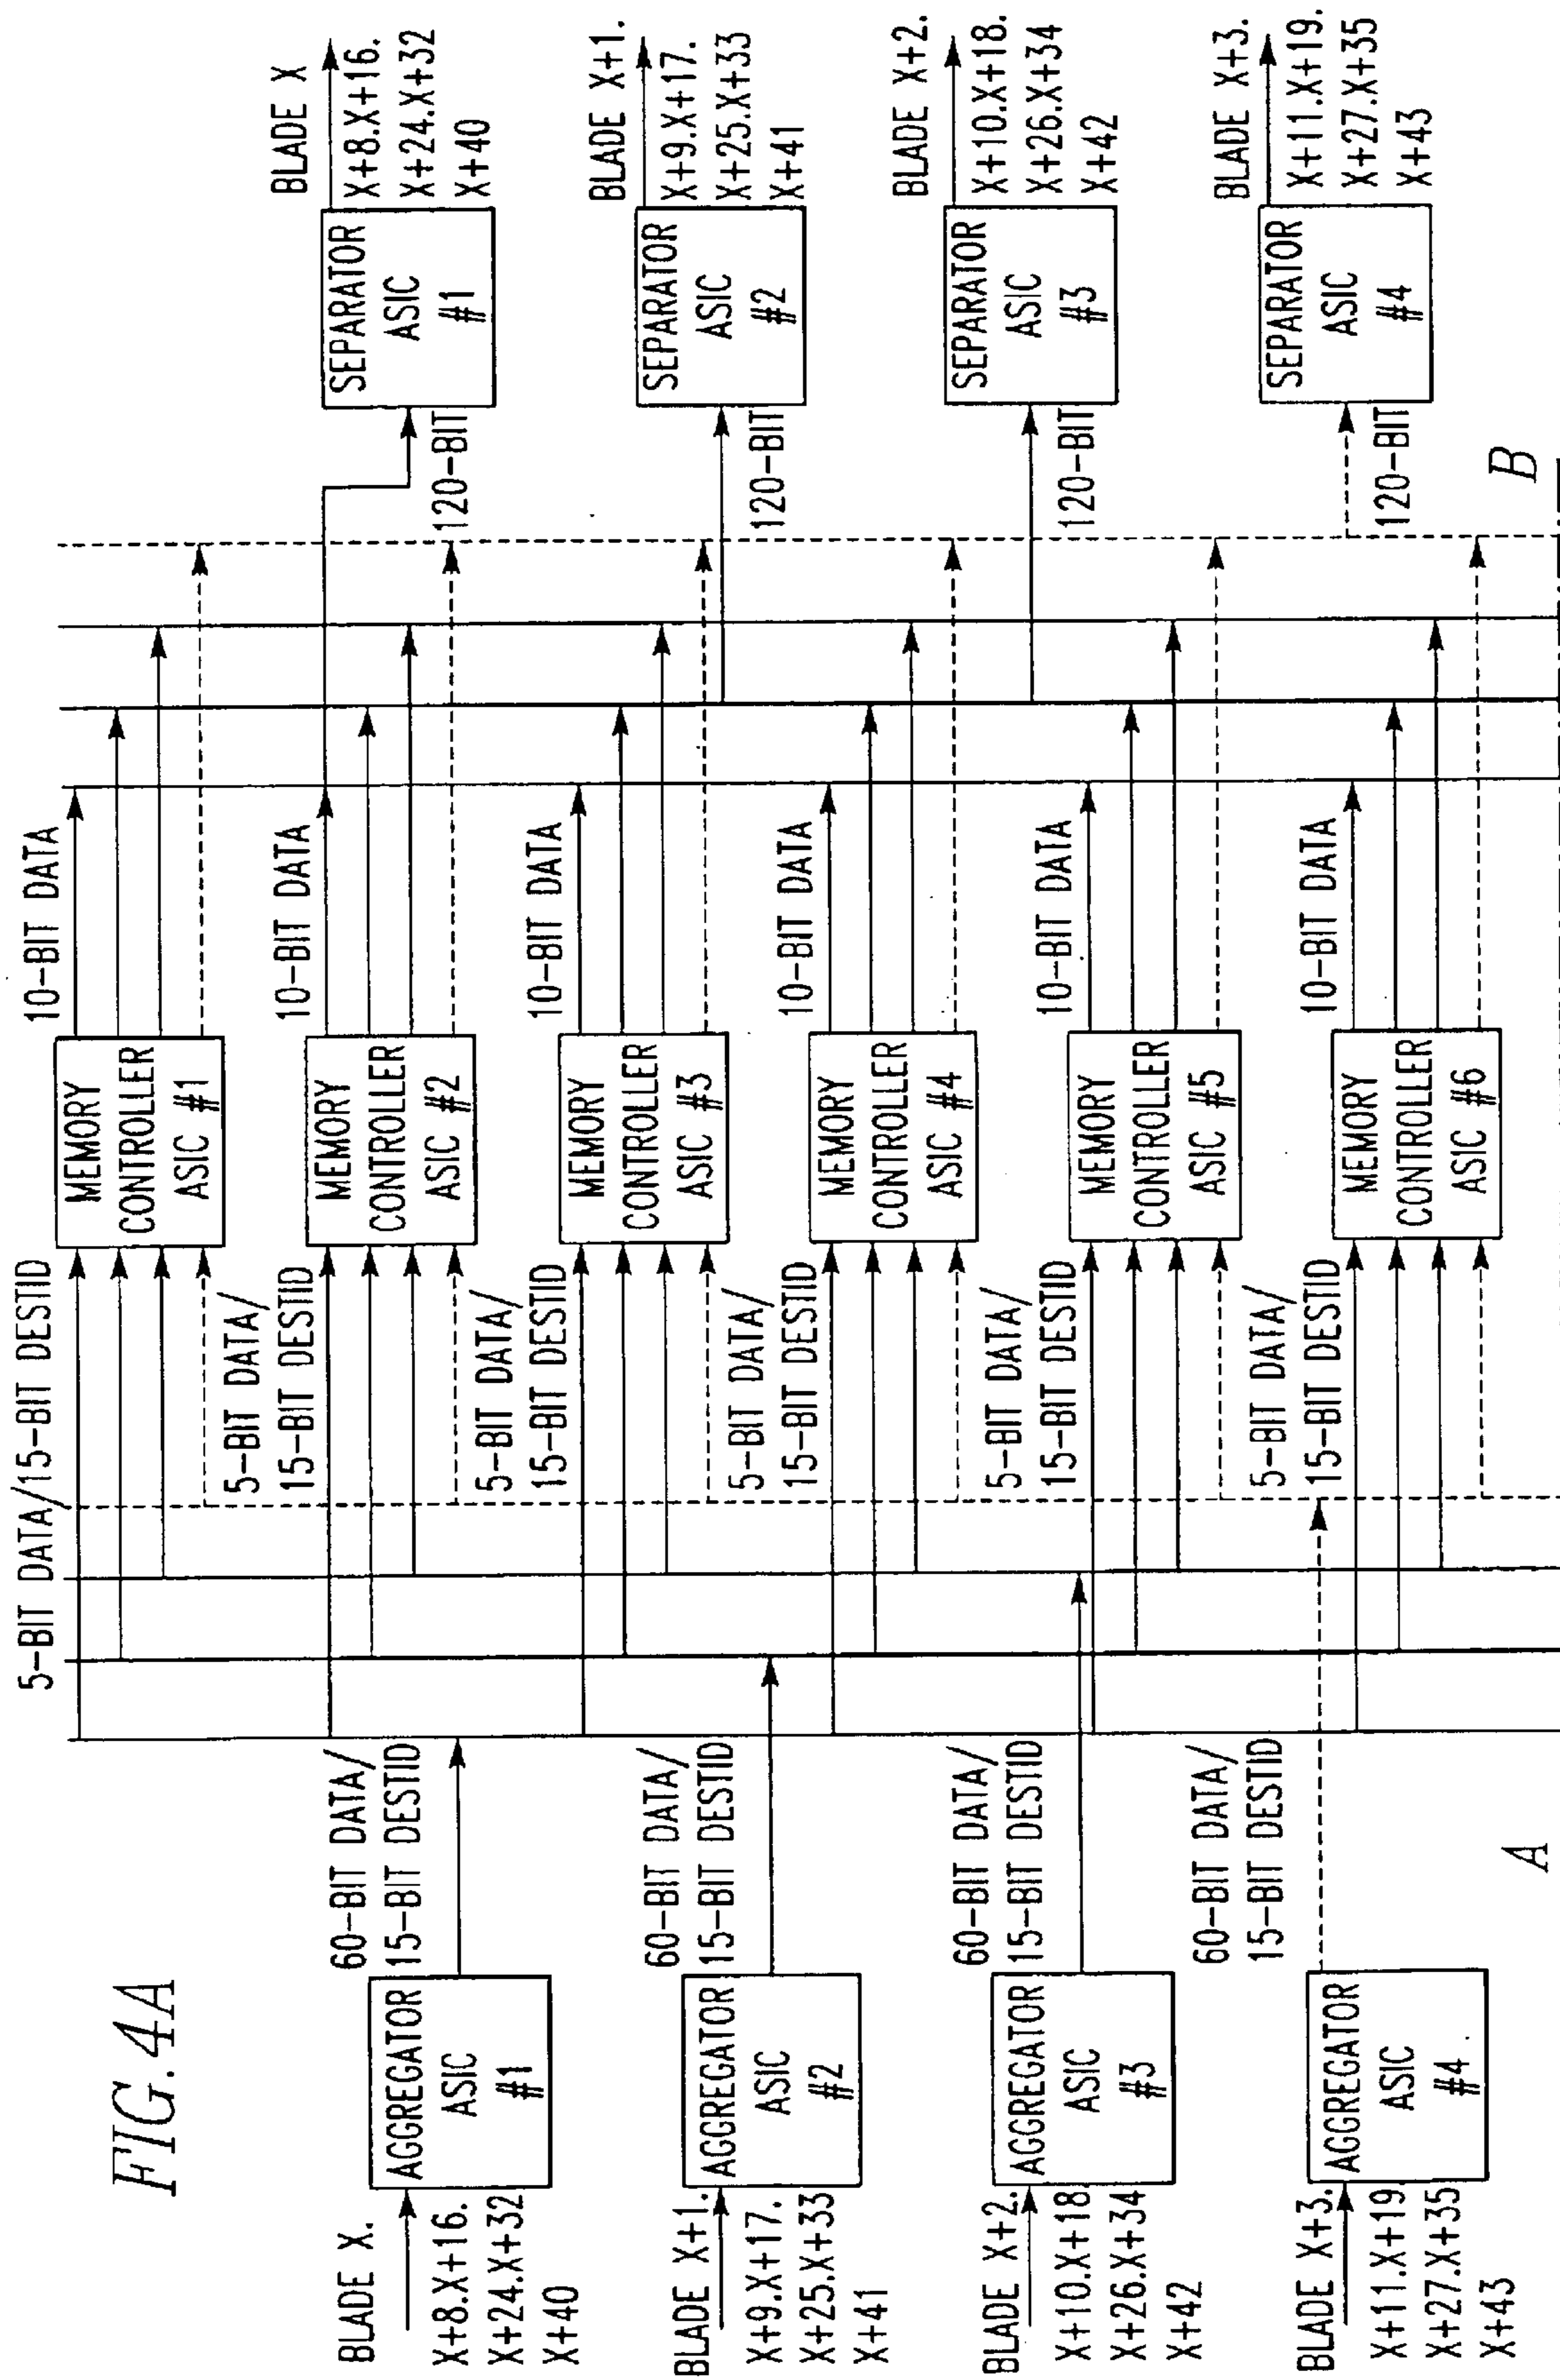 FIG. 4A
BLADE X.
X+8.X+16.
X+24.X+32
X+40
AGGREGATOR
ASIC
#1
60-BIT DATA/
15-BIT DESTID
BLADE X+1.
X+9.X+17.
X+25.X+33
X+41
AGGREGATOR
ASIC
#2
60-BIT DATA/
15-BIT DESTID
BLADE X+2.
X+10.X+18
X+26.X+34
X+42
AGGREGATOR
ASIC
#3
60-BIT DATA/
15-BIT DESTID
BLADE X+3.
X+11.X+19
X+27.X+35
X+43
AGGREGATOR
ASIC
#4
60-BIT DATA/
15-BIT DESTID
A
5-BIT DATA/15-BIT DESTID
MEMORY
CONTROLLER
ASIC #1
10-BIT DATA
5-BIT DATA/
15-BIT DESTID
MEMORY
CONTROLLER
ASIC #2
10-BIT DATA
5-BIT DATA/
15-BIT DESTID
MEMORY
CONTROLLER
ASIC #3
10-BIT DATA
5-BIT DATA/
15-BIT DESTID
MEMORY
CONTROLLER
ASIC #4
10-BIT DATA
5-BIT DATA/
15-BIT DESTID
MEMORY
CONTROLLER
ASIC #5
10-BIT DATA
5-BIT DATA/
15-BIT DESTID
MEMORY
CONTROLLER
ASIC #6
10-BIT DATA
120-BIT
SEPARATOR
ASIC
#1
BLADE X
X+8.X+16.
X+24.X+32
X+40
120-BIT
SEPARATOR
ASIC
#2
BLADE X+1.
X+9.X+17.
X+25.X+33
X+41
120-BIT
SEPARATOR
ASIC
#3
BLADE X+2.
X+10.X+18.
X+26.X+34
X+42
120-BIT
SEPARATOR
ASIC
#4
BLADE X+3.
X+11.X+19.
X+27.X+35
X+43
B